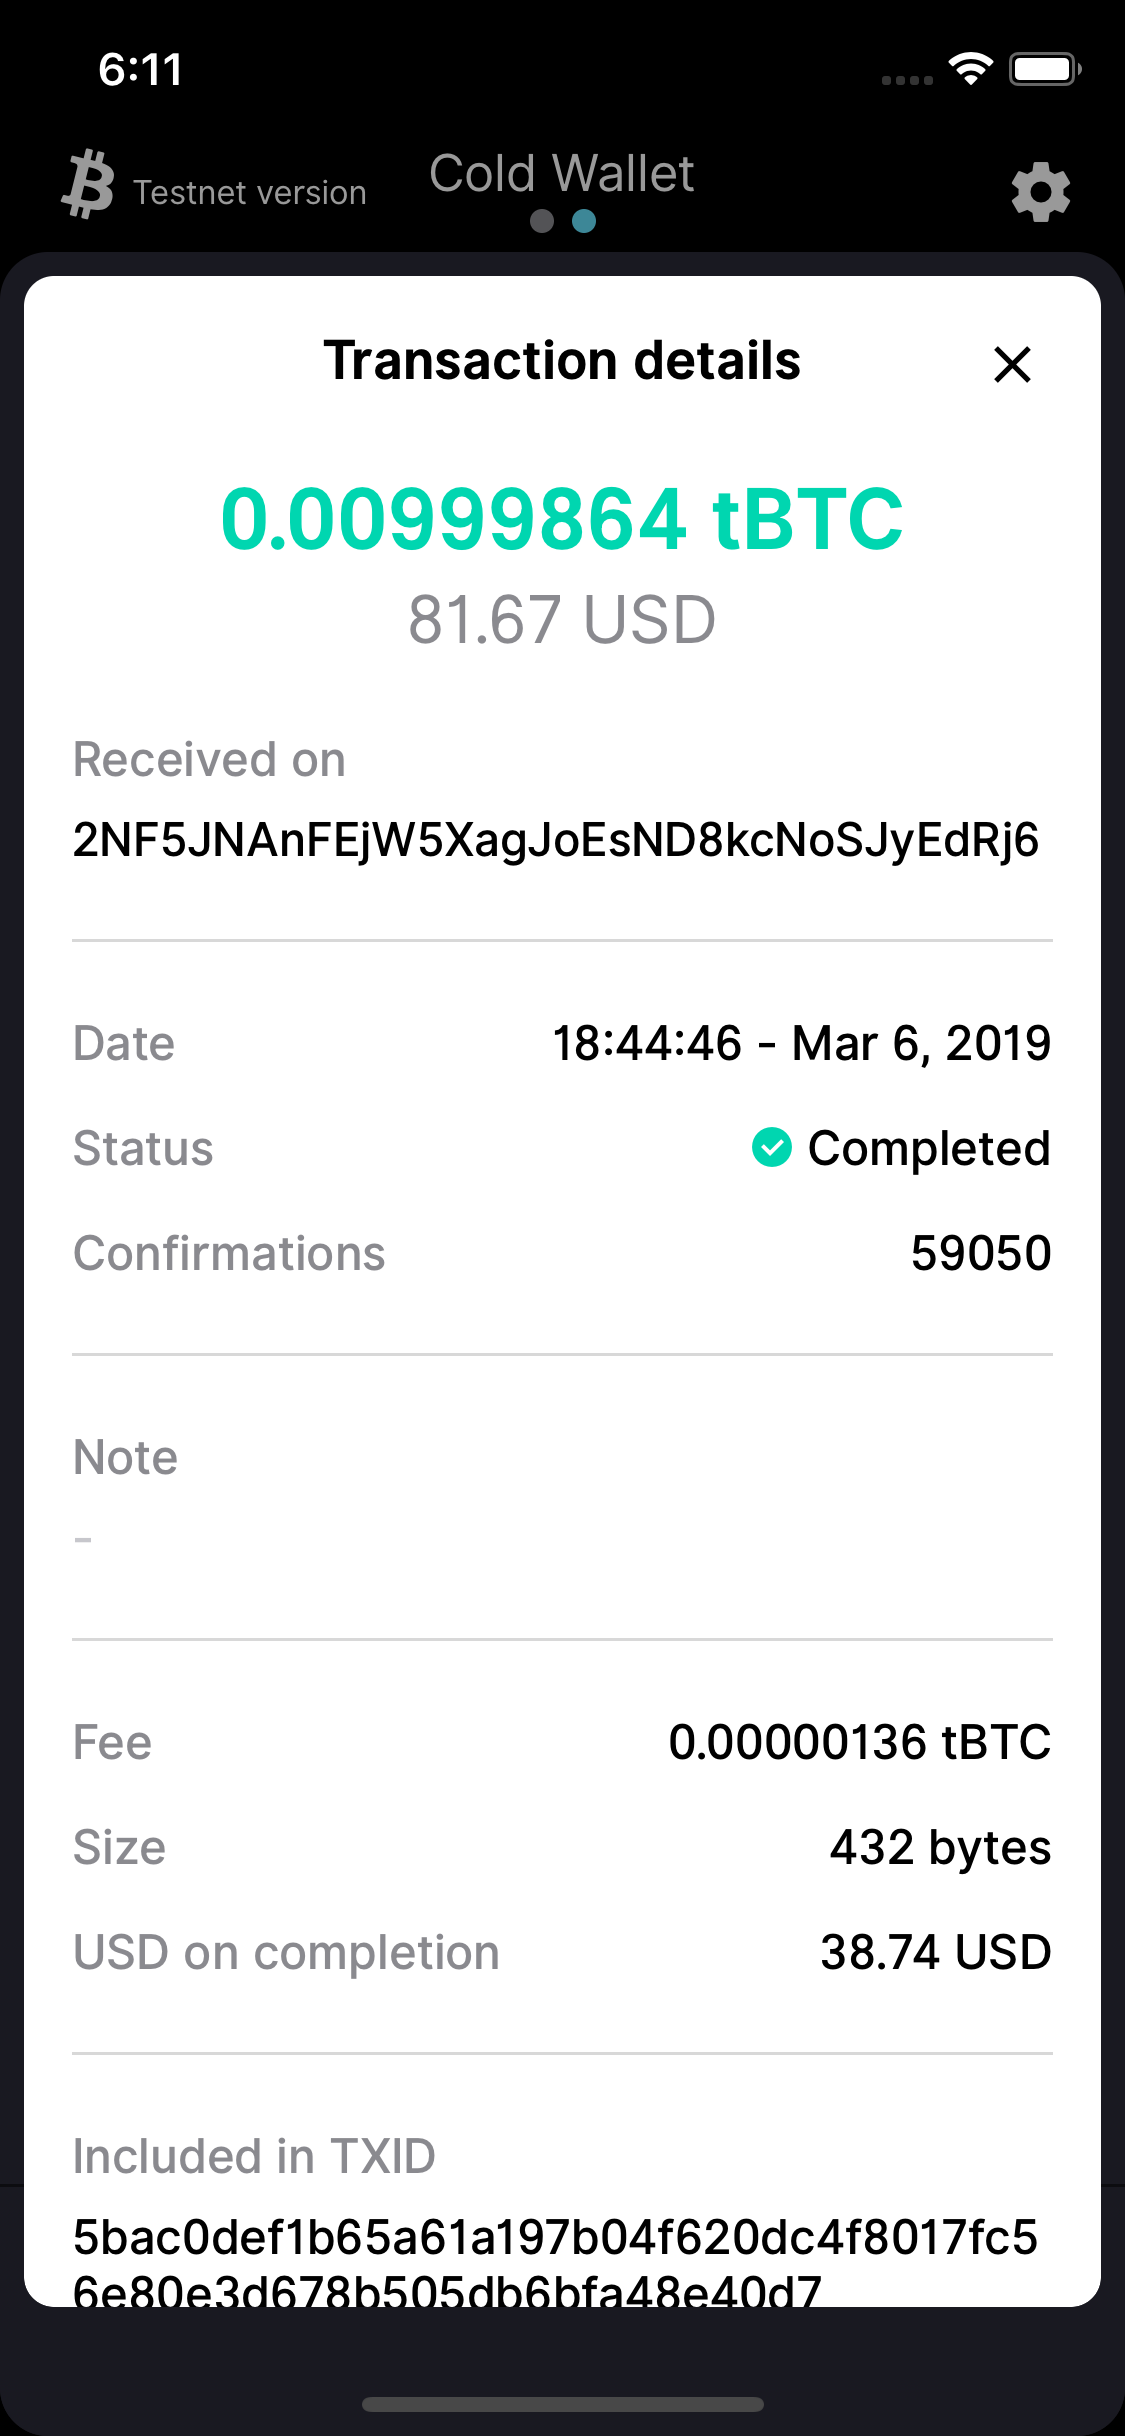 6:11
Testnet version
Cold Wallet
Transaction details
0.00999864 tBTC
81.67 USD
Received on
2NF5JNAnFEjW5XagJoEsND8kcNoSJyEdRj6
Date 18:44:46 - Mar 6, 2019
Status Completed
Confirmations 59050
Note
-
Fee 0.00000136 tBTC
Size 432 bytes
USD on completion 38.74 USD
Included in TXID
5bac0def1b65a61a197b04f620dc4f8017fc5
6e80e3d678b505db6bfa48e40d7